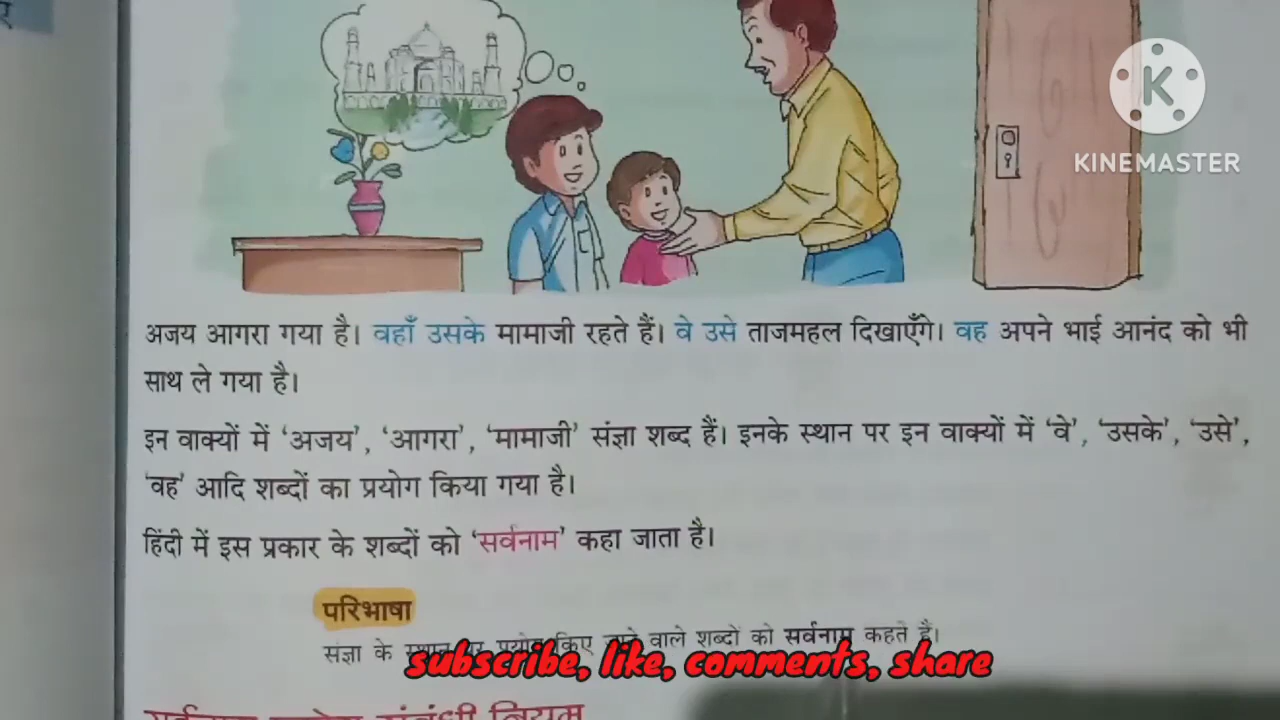 KINEMASTER
अजय आगरा गया है। वहाँ उसके मामाजी रहते हैं। वे उसे ताजमहल दिखाएँगे। वह अपने भाई आनंद को भी
साथ ले गया है।
इन वाक्यों में ‘अजय’, ‘आगरा’, ‘मामाजी’ संज्ञा शब्द हैं। इनके स्थान पर इन वाक्यों में ‘वे’, ‘उसके’, ‘उसे’,
‘वह’ आदि शब्दों का प्रयोग किया गया है।
हिंदी में इस प्रकार के शब्दों को ‘सर्वनाम’ कहा जाता है।
परिभाषा
संज्ञा के स्थान पर प्रयोग किए जाने वाले शब्दों को सर्वनाम कहते हैं।
subscribe, like, comments, share